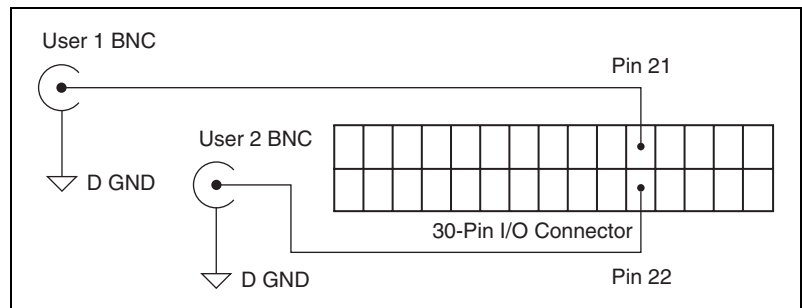 User 1 BNC
Pin 21
User 2 BNC
D GND
30-Pin I/O Connector
D GND
Pin 22